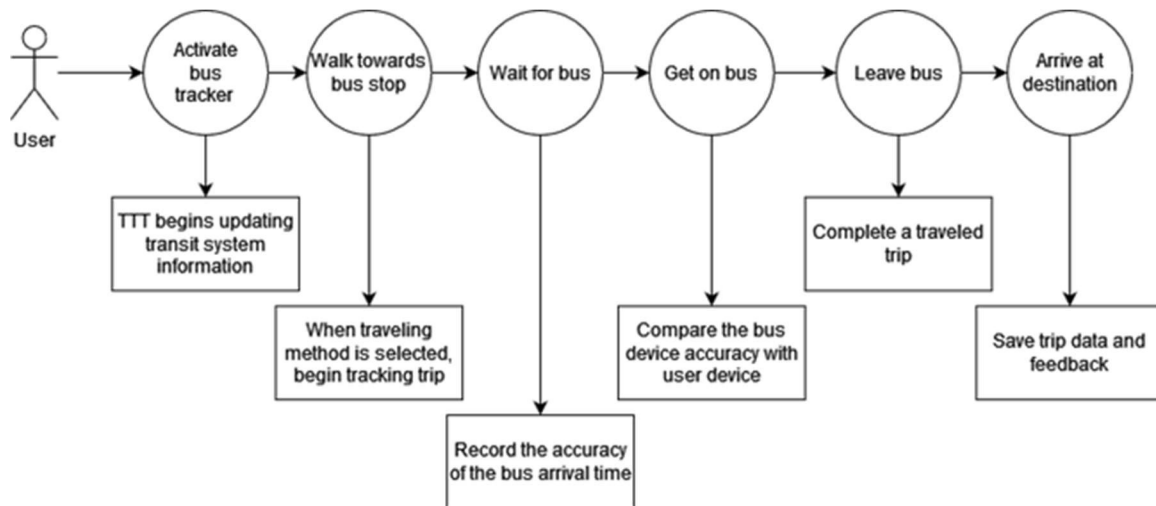 Activate
bus
tracker
Walk towards
bus stop
Wait for bus
Get on bus
Leave bus
Arrive at
destination
User
TTT begins updating
transit system
information
When traveling
method is selected,
begin tracking trip
Record the accuracy
of the bus arrival time
Compare the bus
device accuracy with
user device
Complete a traveled
trip
Save trip data and
feedback